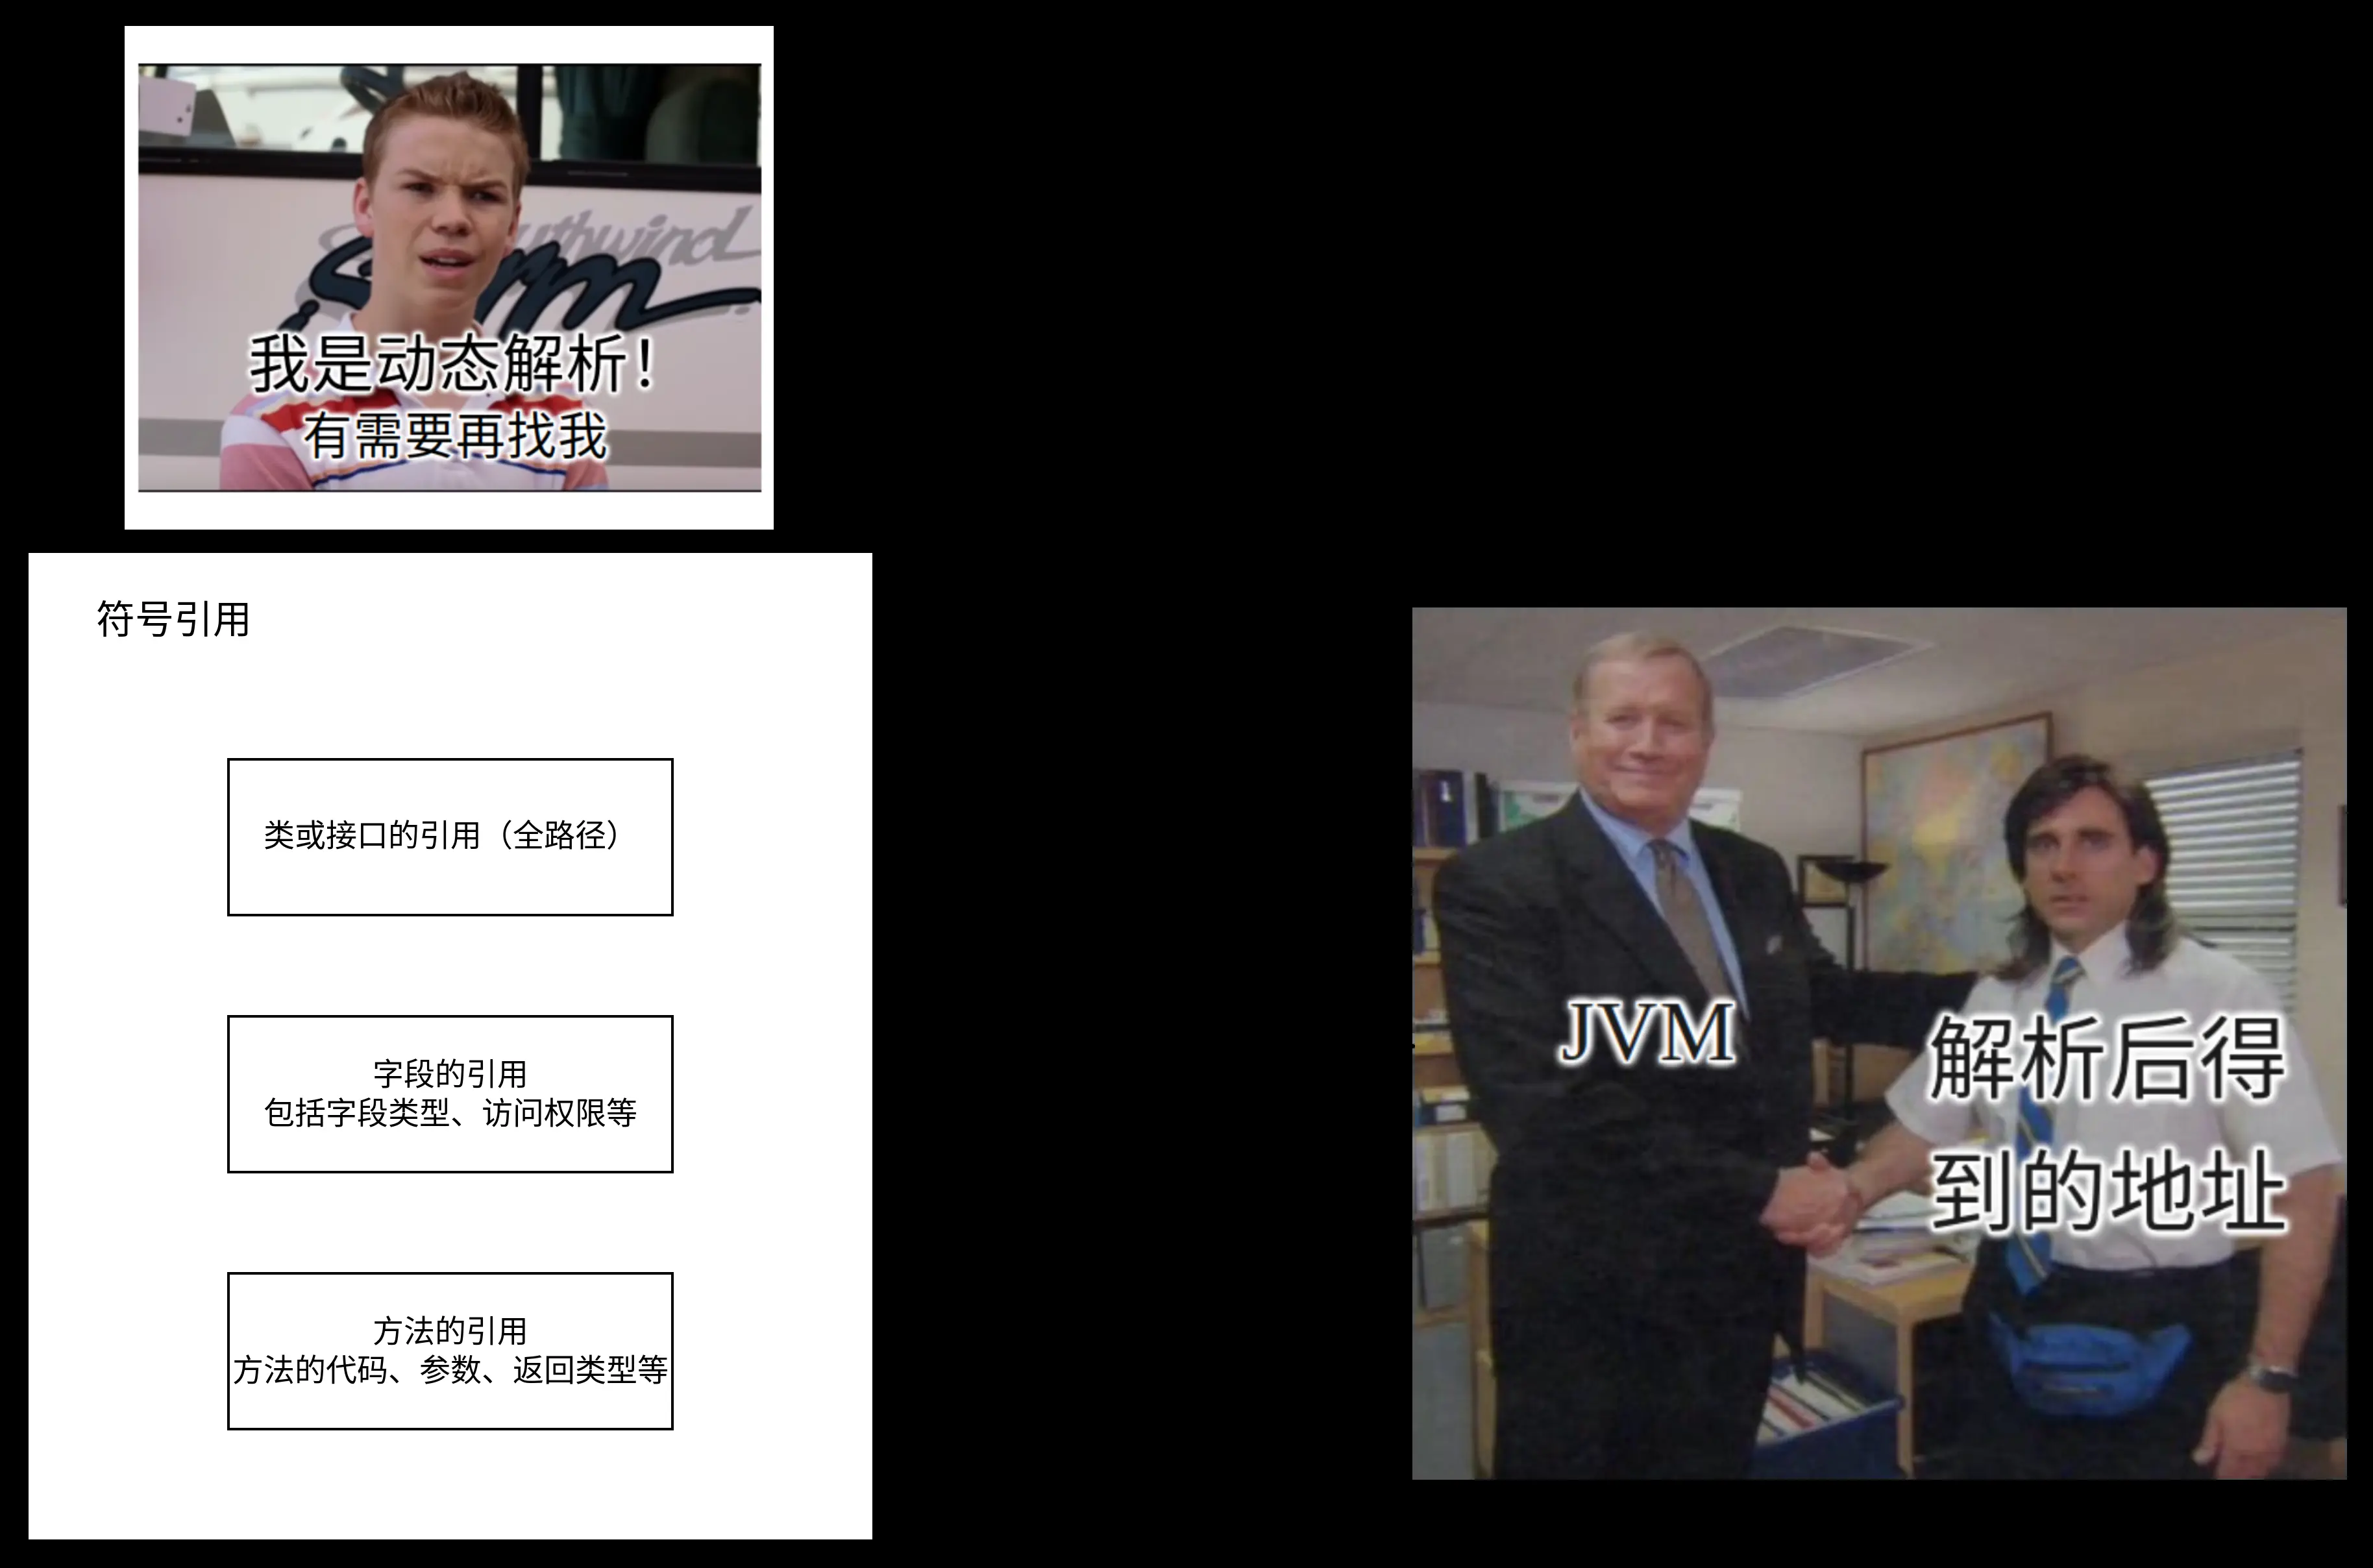 我是动态解析！
有需要再找我
符号引用
类或接口的引用（全路径）
字段的引用
包括字段类型、访问权限等
方法的引用
方法的代码、参数、返回类型等
JVM
解析后得
到的地址